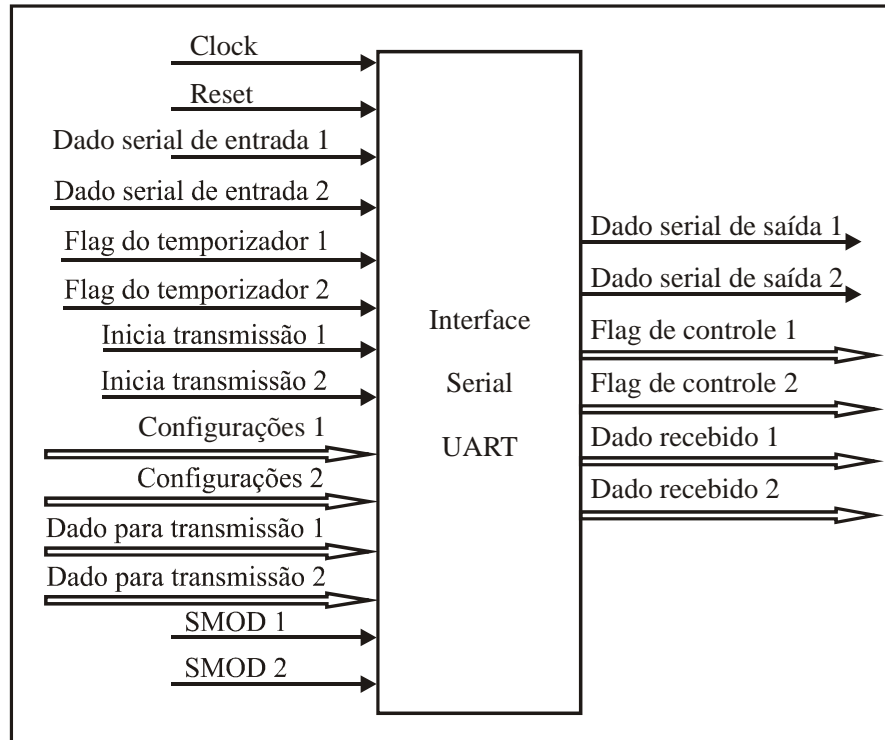 Clock
Reset
Dado serial de entrada 1
Dado serial de entrada 2
Flag do temporizador 1
Flag do temporizador 2
Inicia transmissão 1
Inicia transmissão 2
Configurações 1
Configurações 2
Dado para transmissão 1
Dado para transmissão 2
SMOD 1
SMOD 2
Interface
Serial
UART
Dado serial de saída 1
Dado serial de saída 2
Flag de controle 1
Flag de controle 2
Dado recebido 1
Dado recebido 2